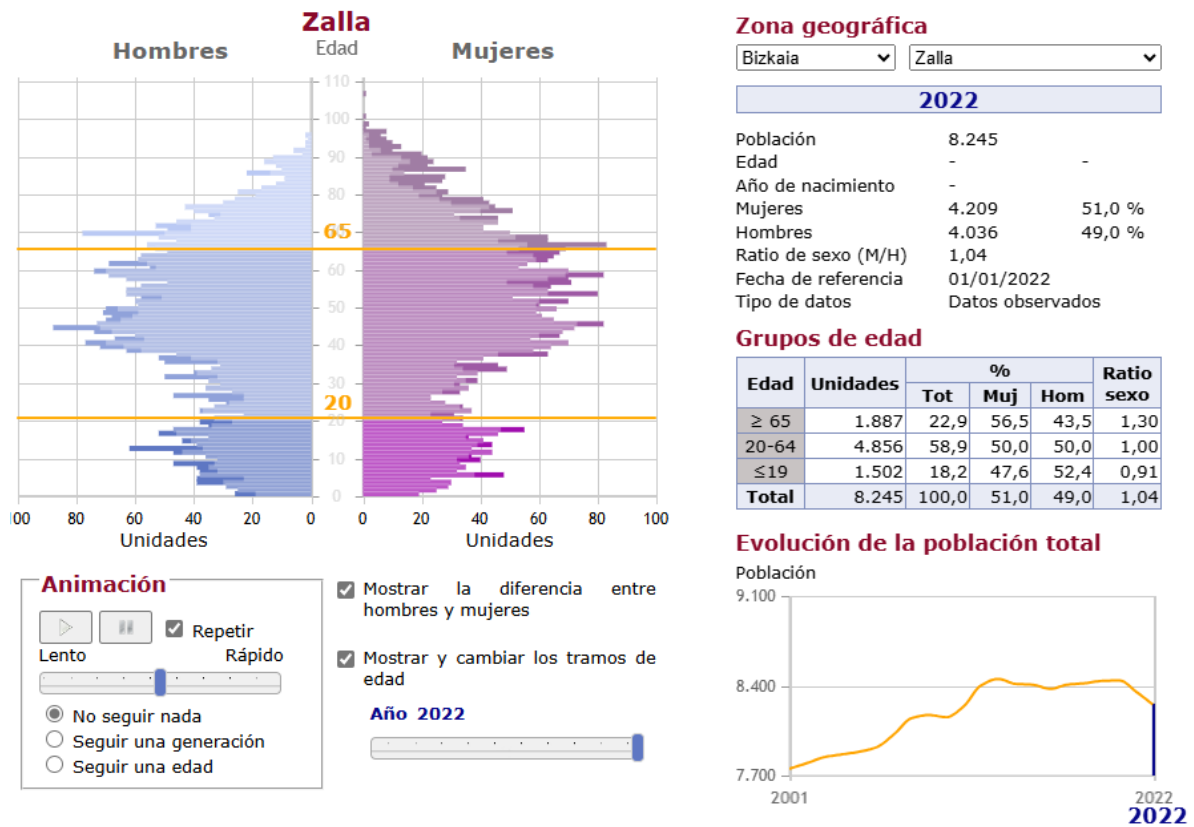 Zalla
Hombres
Edad
Mujeres
110
100
90
80
65
70
60
50
40
30
20
20
10
0
00 80 60 40 20 0
0 20 40 60 80 100
Unidades
Unidades
Animación
Repetir
Lento Rápido
No seguir nada
Seguir una generación
Seguir una edad
Mostrar la diferencia entre
hombres y mujeres
Mostrar y cambiar los tramos de
edad
Año 2022
Zona geográfica
Bizkaia Zalla
2022
Población 8.245
Edad - -
Año de nacimiento -
Mujeres 4.209 51,0 %
Hombres 4.036 49,0 %
Ratio de sexo (M/H) 1,04
Fecha de referencia 01/01/2022
Tipo de datos Datos observados
Grupos de edad
Edad Unidades % Ratio sexo
Tot Muj Hom
≥ 65 1.887 22,9 56,5 43,5 1,30
20-64 4.856 58,9 50,0 50,0 1,00
≤19 1.502 18,2 47,6 52,4 0,91
Total 8.245 100,0 51,0 49,0 1,04
Evolución de la población total
Población
9.100
8.400
7.700
2001 2022
2022